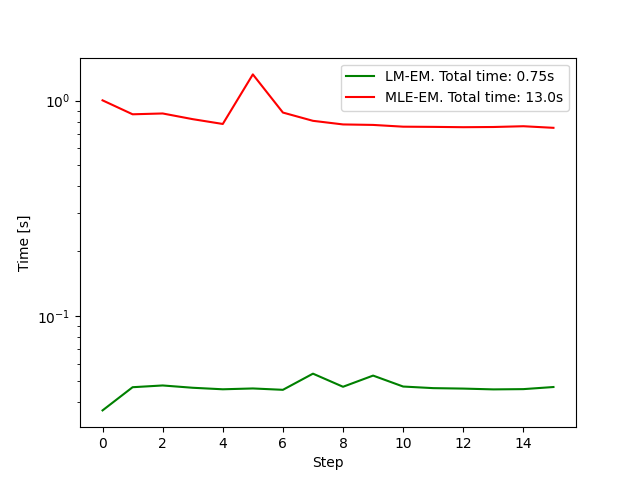 LM-EM. Total time: 0.75s
MLE-EM. Total time: 13.0s
10⁰
10⁻¹
Time [s]
0 2 4 6 8 10 12 14
Step